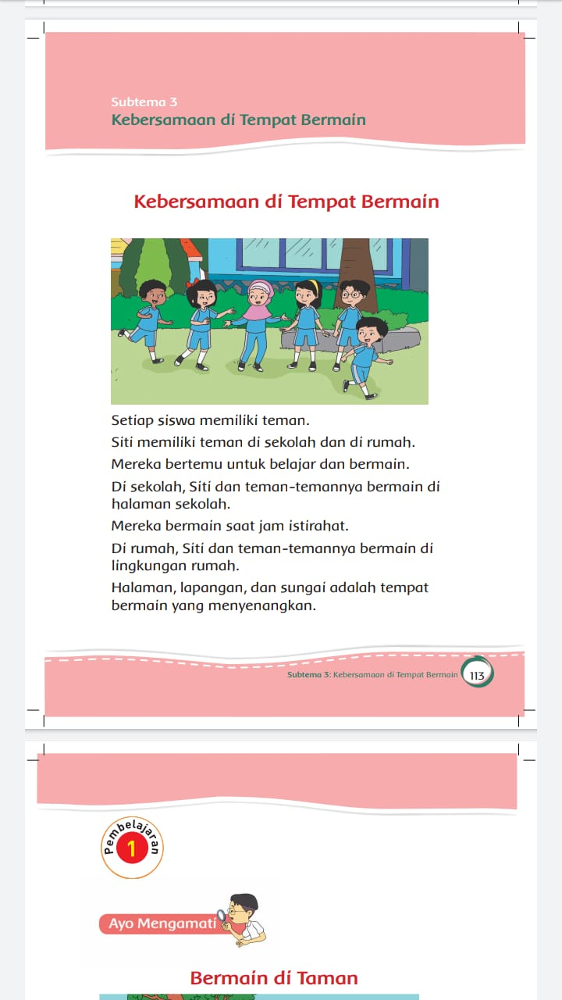 Subtema 3
Kebersamaan di Tempat Bermain
Kebersamaan di Tempat Bermain
Setiap siswa memiliki teman.
Siti memiliki teman di sekolah dan di rumah.
Mereka bertemu untuk belajar dan bermain.
Di sekolah, Siti dan teman-temannya bermain di
halaman sekolah.
Mereka bermain saat jam istirahat.
Di rumah, Siti dan teman-temannya bermain di
lingkungan rumah.
Halaman, lapangan, dan sungai adalah tempat
bermain yang menyenangkan.
Subtema 3: Kebersamaan di Tempat Bermain 113
Pembelajaran
1
Ayo Mengamati
Bermain di Taman